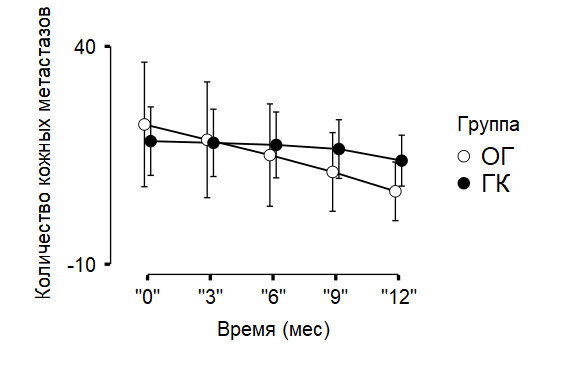 Количество кожных метастазов
40
-10
"0"
"3"
"6"
"9"
"12"
Время (мес)
Группа
ОГ
ГК